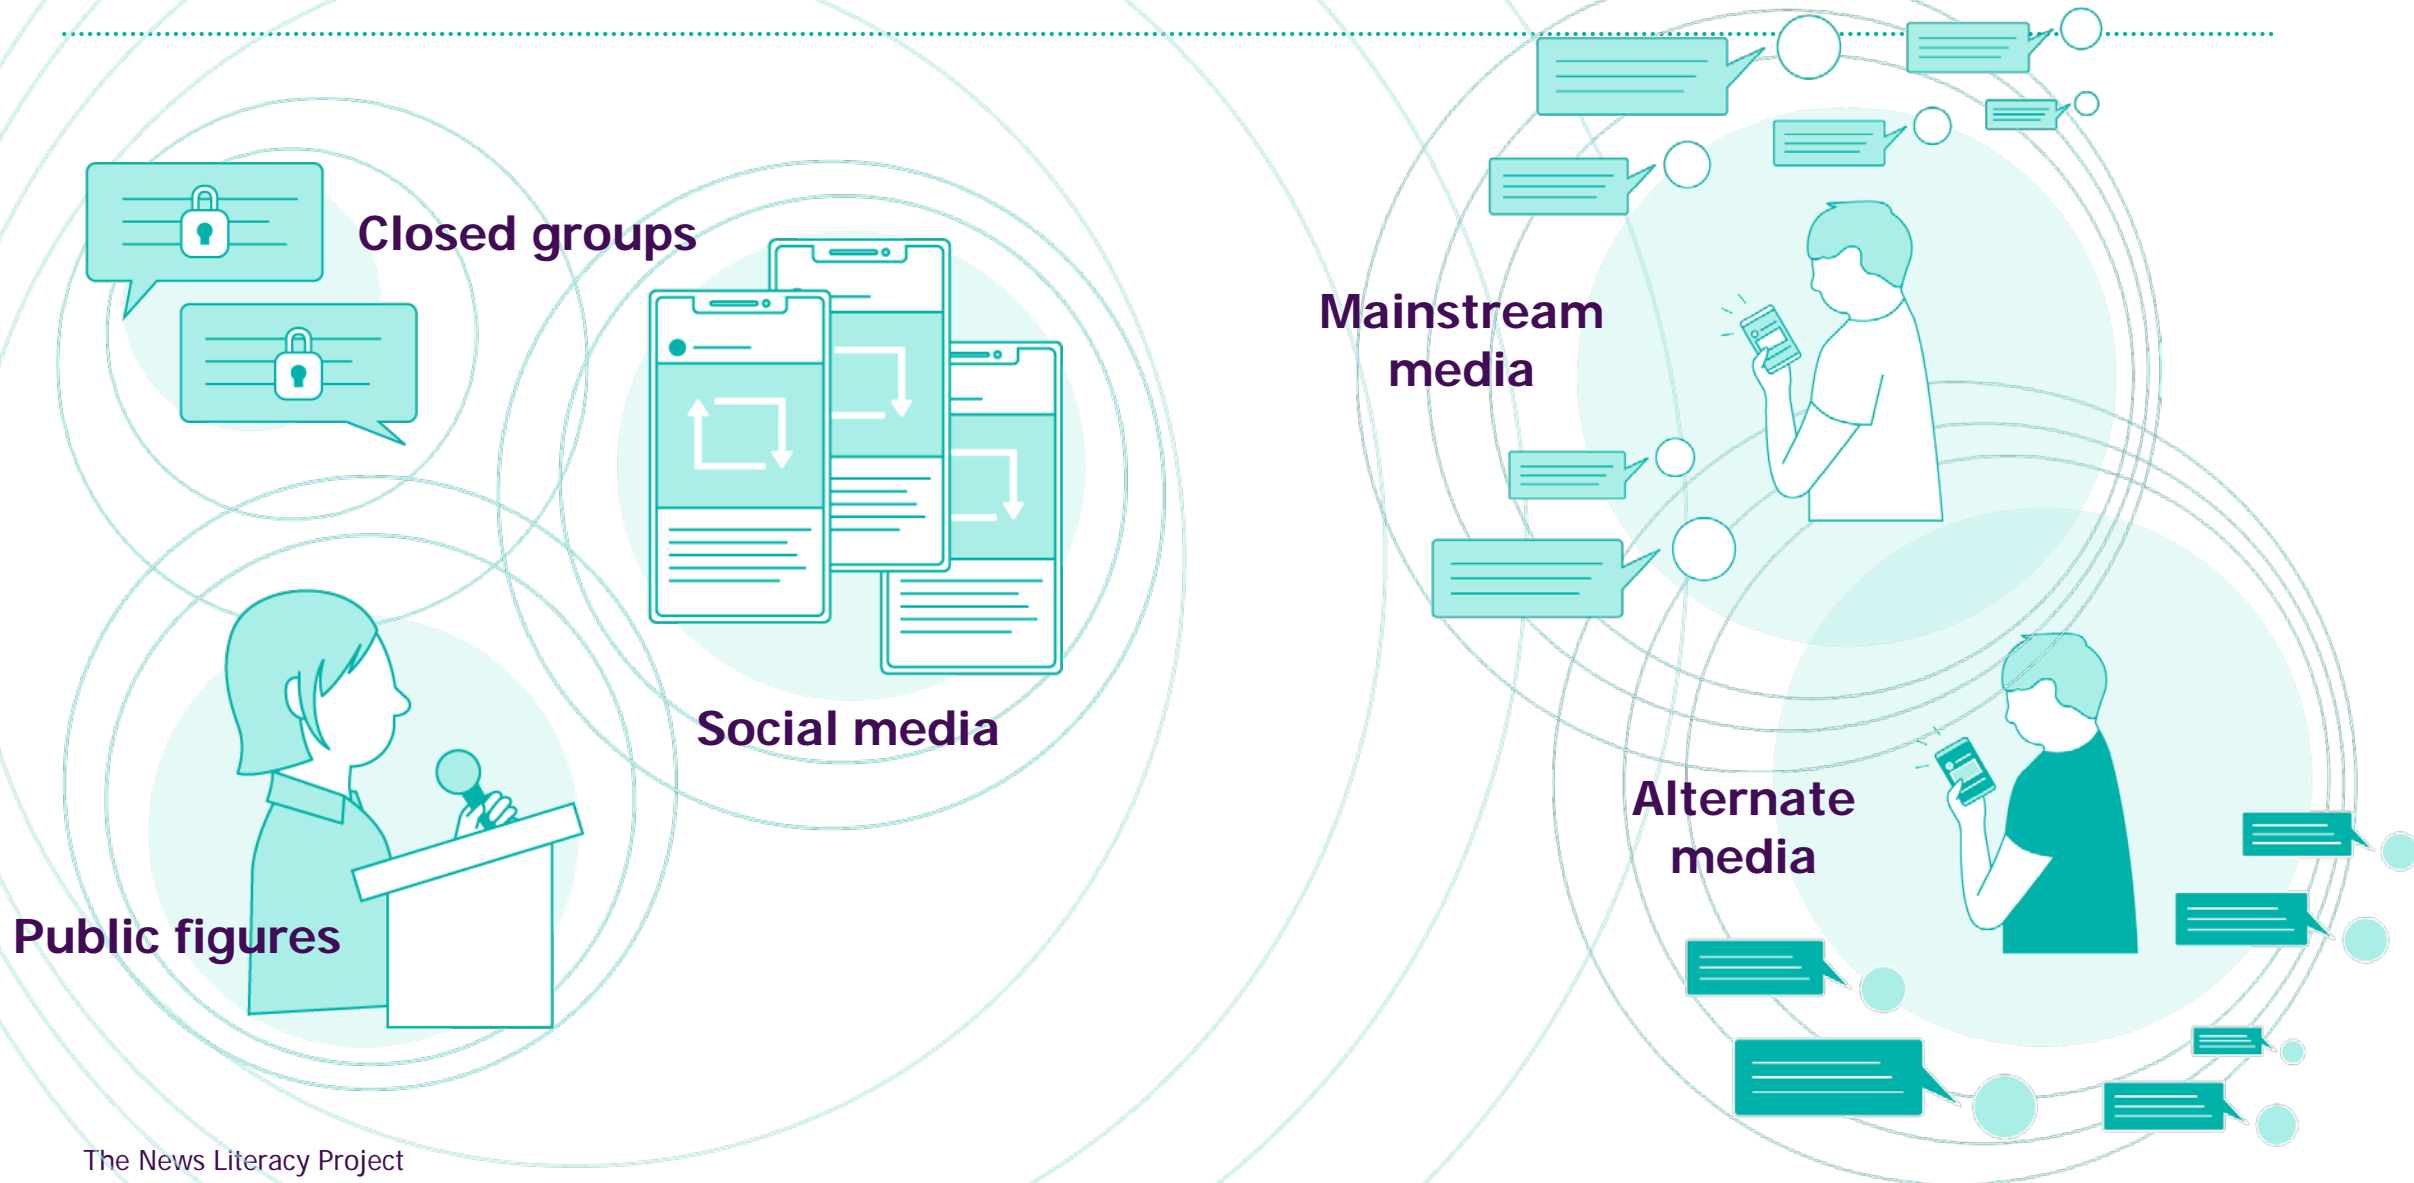 Closed groups
Mainstream
media
Social media
Alternate
media
Public figures
The News Literacy Project